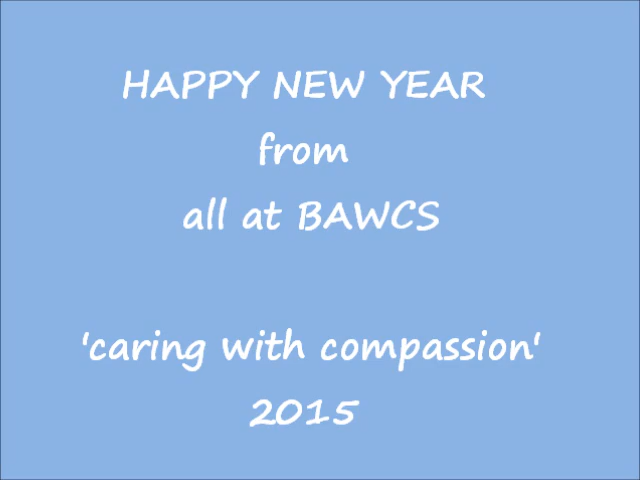 HAPPY NEW YEAR
from
all at BAWCS
'caring with compassion'
2015